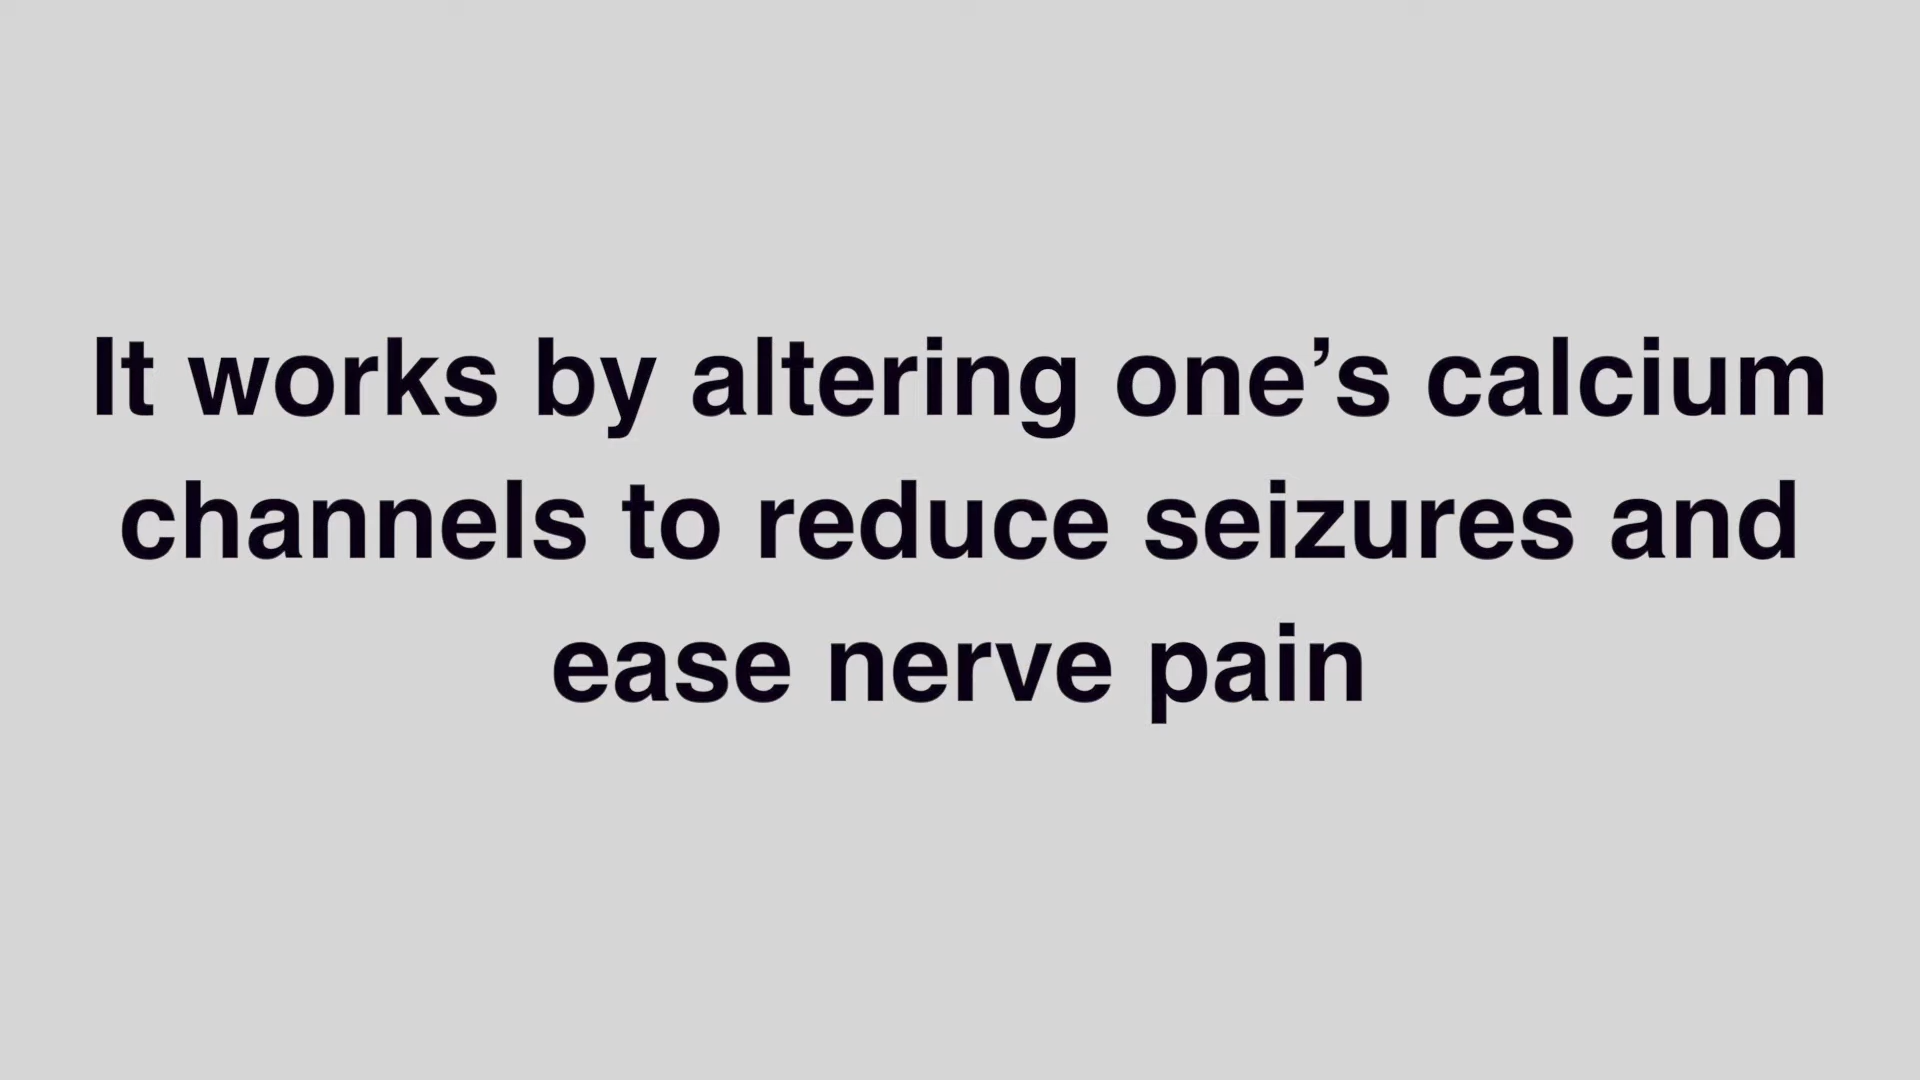 It works by altering one’s calcium
channels to reduce seizures and
ease nerve pain